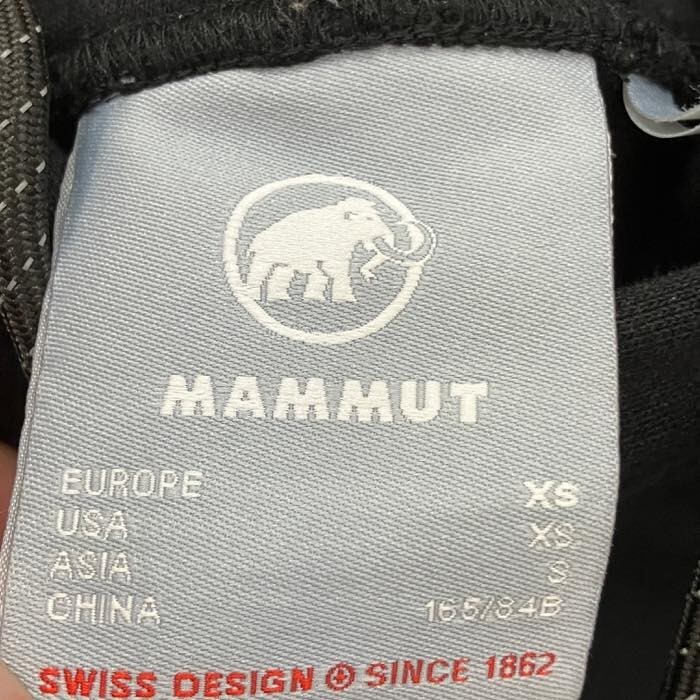 MAMMUT
EUROPE XS
USA XS
ASIA S
CHINA 165/84B
SWISS DESIGN SINCE 1862